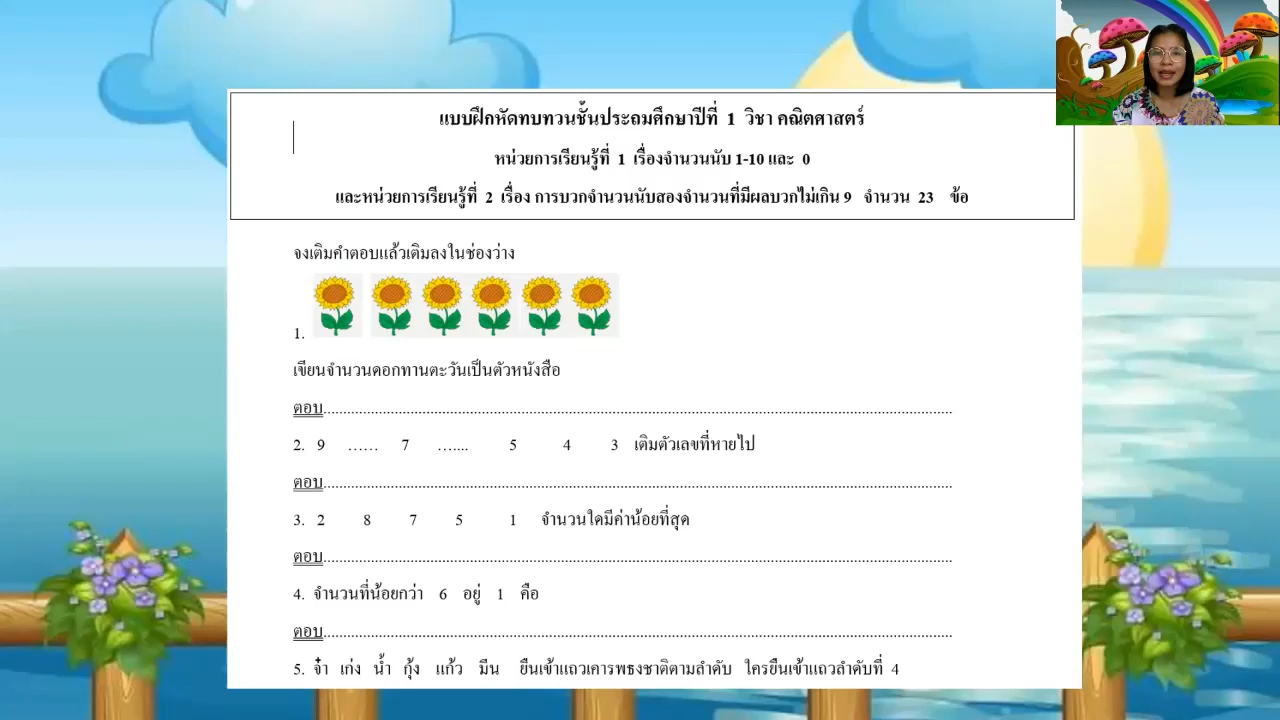 แบบฝึกหัดทบทวนชั้นประถมศึกษาปีที่ 1 วิชา คณิตศาสตร์
หน่วยการเรียนรู้ที่ 1 เรื่องจำนวนนับ 1-10 และ 0
และหน่วยการเรียนรู้ที่ 2 เรื่อง การบวกจำนวนนับสองจำนวนที่มีผลบวกไม่เกิน 9 จำนวน 23 ข้อ
จงเติมคำตอบแล้วเติมลงในช่องว่าง
1.
เขียนจำนวนดอกทานตะวันเป็นตัวหนังสือ
ตอบ....................................................................................................
2. 9 …… 7 ….... 5 4 3 เติมตัวเลขที่หายไป
ตอบ....................................................................................................
3. 2 8 7 5 1 จำนวนใดมีค่าน้อยที่สุด
ตอบ....................................................................................................
4. จำนวนที่น้อยกว่า 6 อยู่ 1 คือ
ตอบ....................................................................................................
5. จ๋ำ เก่ง น้ำ กุ้ง แก้ว มีน ยืนเข้าแถวเคารพธงชาติตามลำดับ ใครยืนเข้าแถวลำดับที่ 4